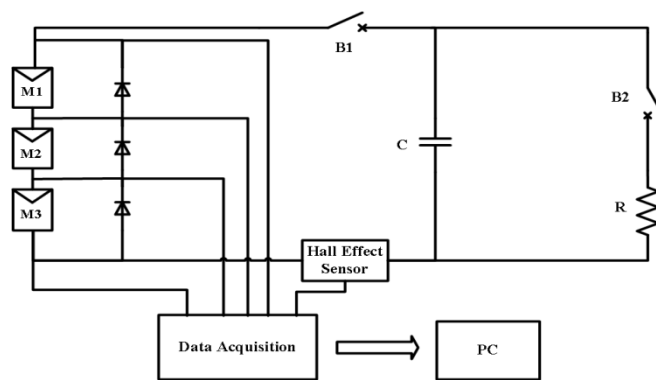 B1
M1
B2
M2
C
M3
R
Hall Effect
Sensor
Data Acquisition
PC